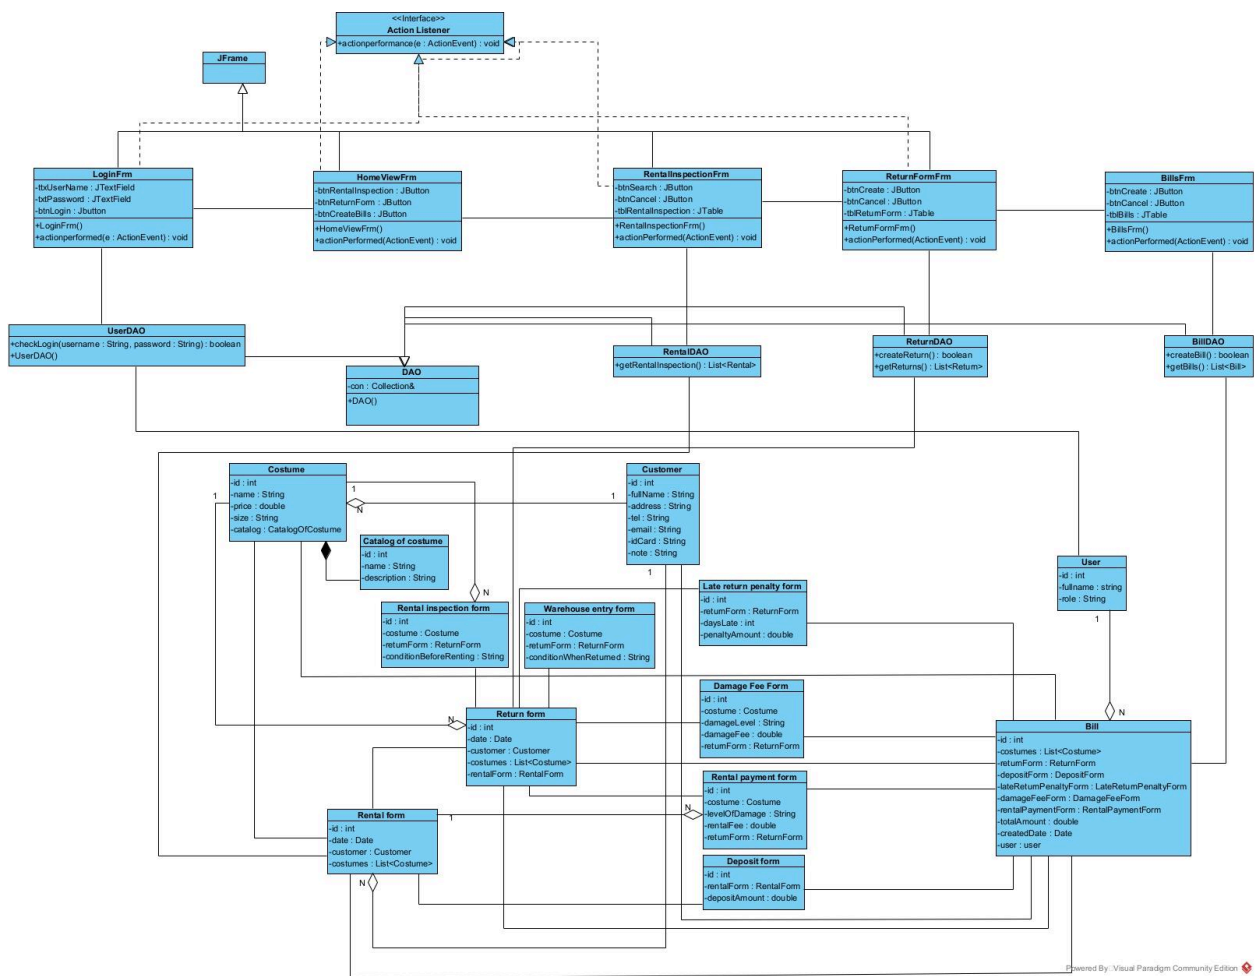 <<Interface>>
Action Listener
+actionperformance(e : ActionEvent) : void
JFrame
LoginFrm
-ttxUserName : JTextField
-txtPassword : JTextField
-btnLogin : Jbutton
+LoginFrm()
+actionperformed(e : ActionEvent) : void
HomeViewFrm
-btnRentalInspection : JButton
-btnReturnForm : JButton
-btnCreateBills : JButton
+HomeViewFrm()
+actionPerformed(ActionEvent) : void
RentalInspectionFrm
-btnSearch : JButton
-btnCancel : JButton
-tblRentalInspection : JTable
+RentalInspectionFrm()
+actionPerformed(ActionEvent) : void
ReturnFormFrm
-btnCreate : JButton
-btnCancel : JButton
-tblReturnForm : JTable
+ReturnFormFrm()
+actionPerformed(ActionEvent) : void
BillsFrm
-btnCreate : JButton
-btnCancel : JButton
-tblBills : JTable
+BillsFrm()
+actionPerformed(ActionEvent) : void
UserDAO
+checkLogin(username : String, password : String) : boolean
+UserDAO()
DAO
-con : Collection&
+DAO()
RentalDAO
+getRentalInspection() : List<Rental>
ReturnDAO
+createReturn() : boolean
+getReturns() : List<Return>
BillDAO
+createBill() : boolean
+getBills() : List<Bill>
Costume
-id : int
-name : String
-price : double
-size : String
-catalog : CatalogOfCostume
1
1
N
1
Customer
-id : int
-fullName : String
-address : String
-tel : String
-email : String
-idCard : String
-note : String
1
Catalog of costume
-id : int
-name : String
-description : String
N
User
-id : int
-fullname : string
-role : String
1
Rental inspection form
-id : int
-costume : Costume
-returnForm : ReturnForm
-conditionBeforeRenting : String
Warehouse entry form
-id : int
-costume : Costume
-returnForm : ReturnForm
-conditionWhenReturned : String
Late return penalty form
-id : int
-returnForm : ReturnForm
-daysLate : int
-penaltyAmount : double
Damage Fee Form
-id : int
-costume : Costume
-damageLevel : String
-damageFee : double
-returnForm : ReturnForm
N
Return form
-id : int
-date : Date
-customer : Customer
-costumes : List<Costume>
-rentalForm : RentalForm
N
Bill
-id : int
-costumes : List<Costume>
-returnForm : ReturnForm
-depositForm : DepositForm
-lateReturnPenaltyForm : LateReturnPenaltyForm
-damageFeeForm : DamageFeeForm
-rentalPaymentForm : RentalPaymentForm
-totalAmount : double
-createdDate : Date
-user : user
Rental payment form
-id : int
-costume : Costume
-levelOfDamage : String
-rentalFee : double
-returnForm : ReturnForm
1
N
Rental form
-id : int
-date : Date
-customer : Customer
-costumes : List<Costume>
N
Deposit form
-id : int
-rentalForm : RentalForm
-depositAmount : double
Powered By : Visual Paradigm Community Edition